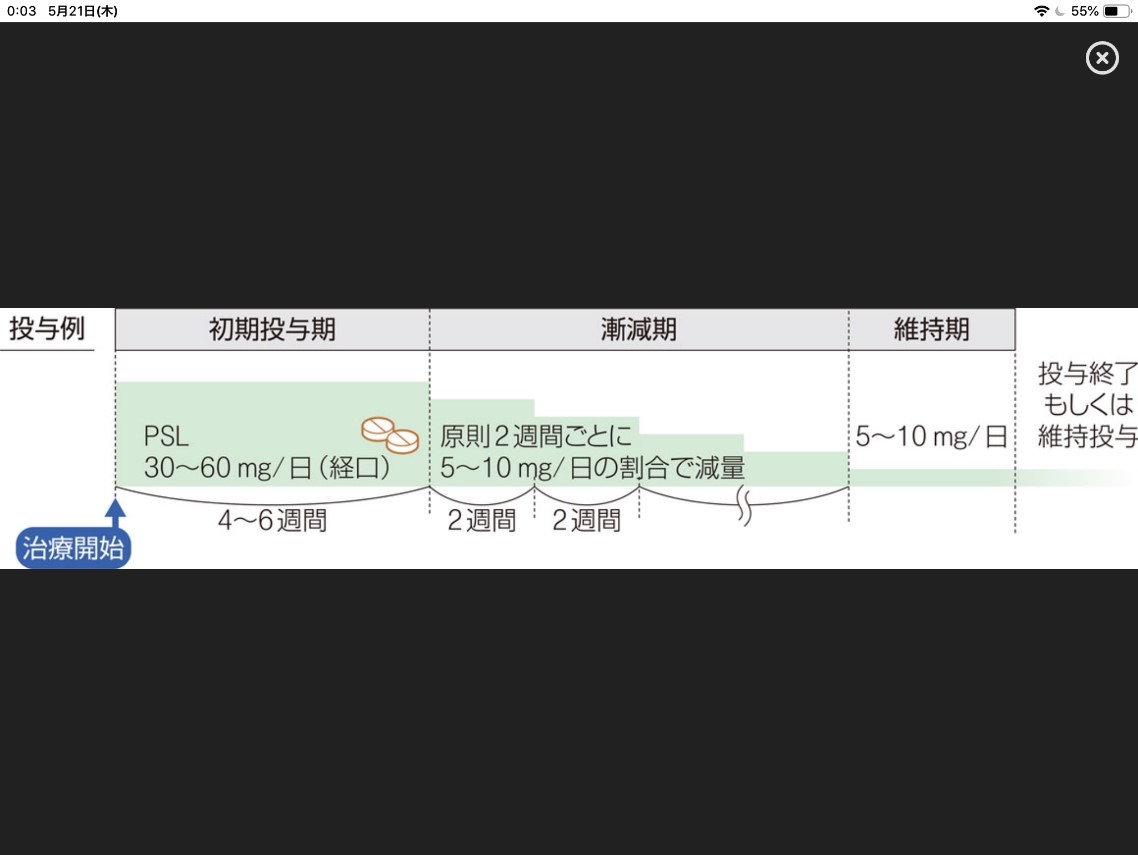 0:03 5月21日(木)
55%
投与例
初期投与期
漸減期
維持期
PSL
30〜60 mg/日(経口)
原則2週間ごとに
5〜10 mg/日の割合で減量
5〜10 mg/日
投与終了
もしくは
維持投与
4〜6週間
2週間
2週間
治療開始